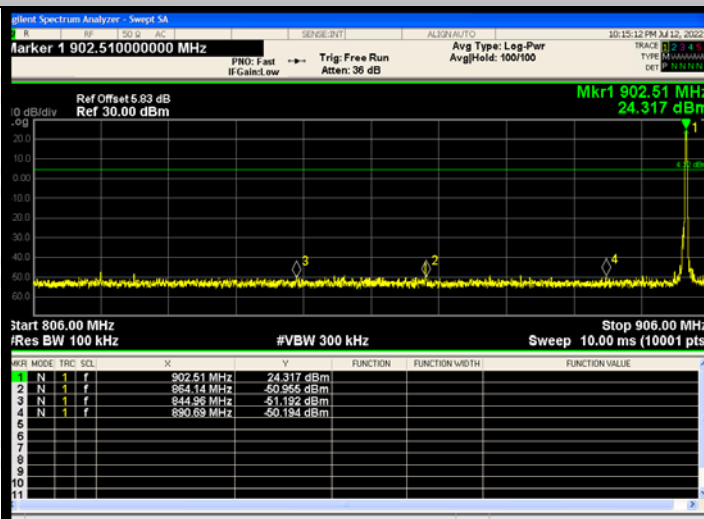 gilent Spectrum Analyzer - Swept SA
R RF 50 Ω AC SENSE:INT ALIGN AUTO 10:15:12 PM Jul 12, 2022
Marker 1 902.510000000 MHz
PNO: Fast
IFGain:Low
Trig: Free Run
Atten: 36 dB
Avg Type: Log-Pwr
Avg|Hold: 100/100
TRACE 1 2 3 4 5
TYPE M
DET P N N N N
Mkr1 902.51 MHz
24.317 dBm
Ref Offset 5.83 dB
10 dB/div Ref 30.00 dBm
Log
20.0
0.00
-10.0
-20.0
30.0
40.0
50.0
60.0
1
2
3
4
Start 806.00 MHz Stop 906.00 MHz
#Res BW 100 kHz #VBW 300 kHz Sweep 10.00 ms (10001 pts
MKR MODE TRC SCL X Y FUNCTION FUNCTION WIDTH FUNCTION VALUE
1 N 1 f 902.51 MHz 24.317 dBm
2 N 1 f 864.14 MHz -50.955 dBm
3 N 1 f 844.96 MHz -51.192 dBm
4 N 1 f 890.69 MHz -50.194 dBm
5
6
7
8
9
10
11